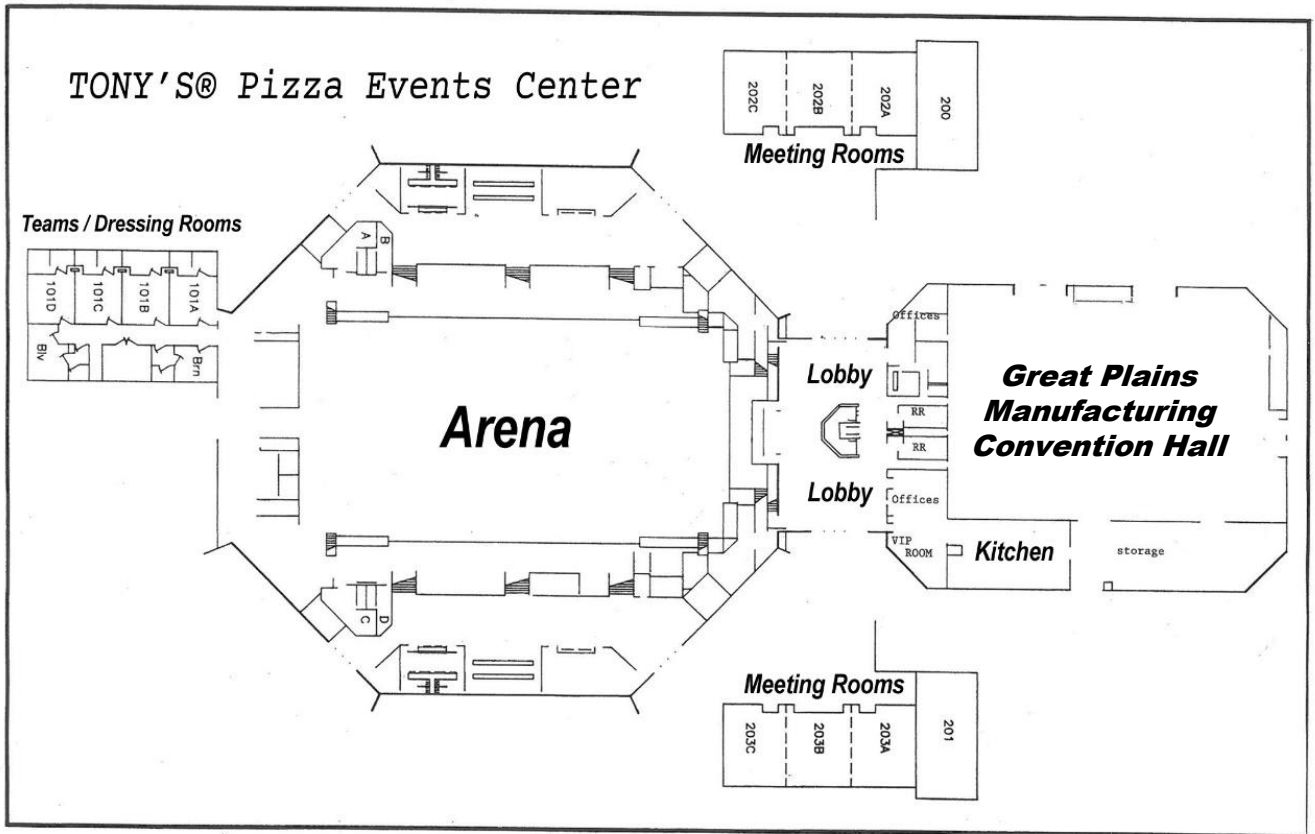 TONY'S® Pizza Events Center
202C
202B
202A
200
Meeting Rooms
Teams / Dressing Rooms
A
B
101D
101C
101B
101A
Blv
Brn
Offices
Lobby
Great Plains
Manufacturing
Convention Hall
Arena
RR
RR
Lobby
Offices
VIP
ROOM
Kitchen
storage
C
D
Meeting Rooms
203C
203B
203A
201